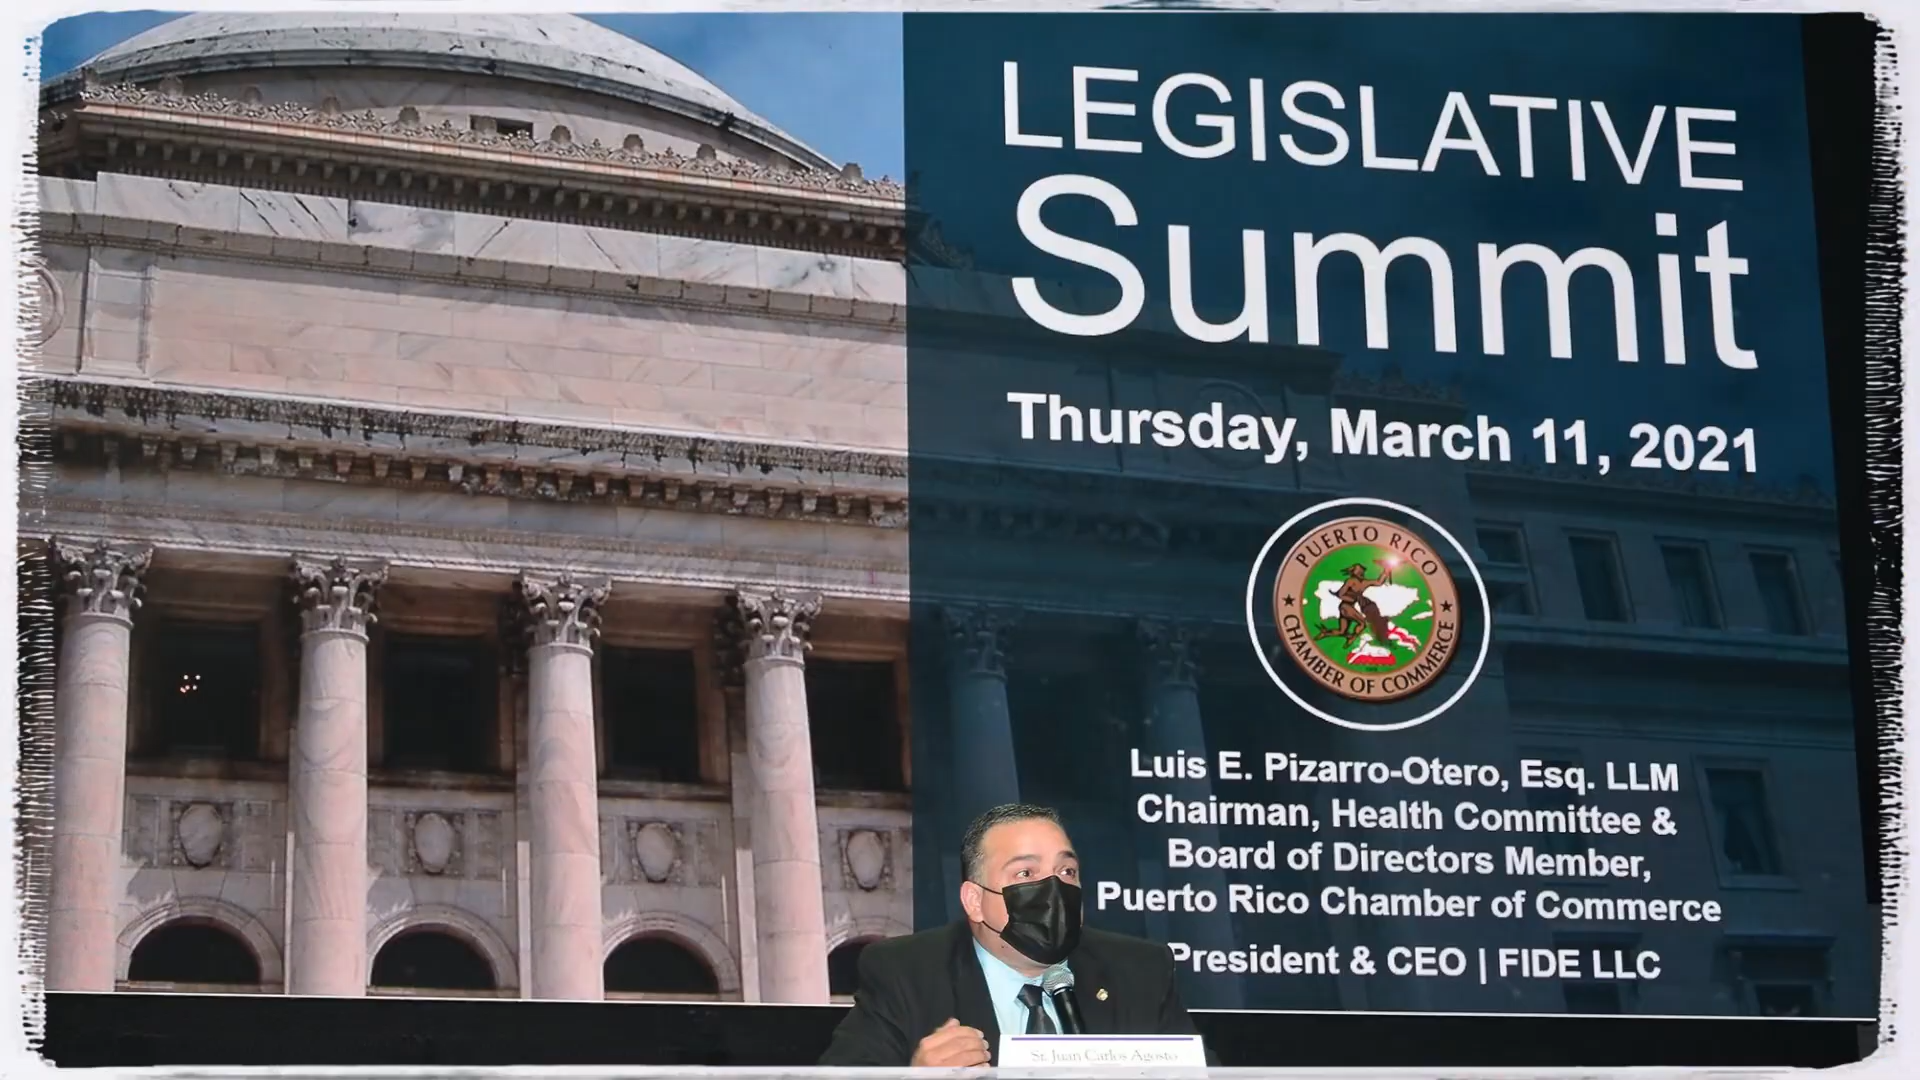 LEGISLATIVE
Summit
Thursday, March 11, 2021
PUERTO RICO
CHAMBER OF COMMERCE
Luis E. Pizarro-Otero, Esq. LLM
Chairman, Health Committee &
Board of Directors Member,
Puerto Rico Chamber of Commerce
President & CEO | FIDE LLC
Sr. Juan Carlos Agosto